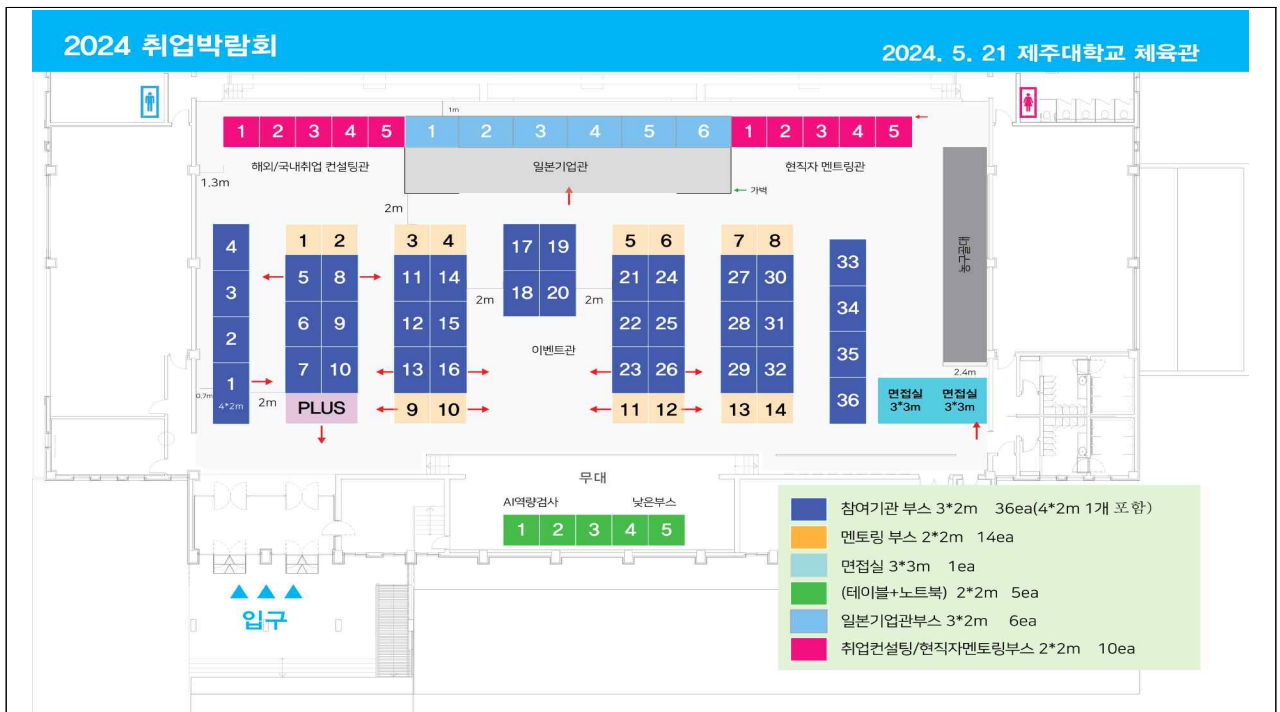 2024 취업박람회
2024. 5. 21 제주대학교 체육관
1m
1 2 3 4 5 1 2 3 4 5 6 1 2 3 4 5
해외/국내취업 컨설팅관 일본기업관 현직자 멘트링관
1.3m
← 가벽
2m
농구골대
4 3 2 1
4*2m
0.7m
2m
1 2
5 8
6 9
7 10
PLUS
3 4
11 14
12 15
13 16
9 10
17 19
18 20
2m 2m
이벤트관
5 6
21 24
22 25
23 26
11 12
7 8
27 30
28 31
29 32
13 14
33
34
35
36
2.4m
면접실 면접실
3*3m 3*3m
무대
AI역량검사 낮은부스
1 2 3 4 5
입구
참여기관 부스 3*2m 36ea(4*2m 1개 포함)
멘토링 부스 2*2m 14ea
면접실 3*3m 1ea
(테이블+노트북) 2*2m 5ea
일본기업관부스 3*2m 6ea
취업컨설팅/현직자멘토링부스 2*2m 10ea